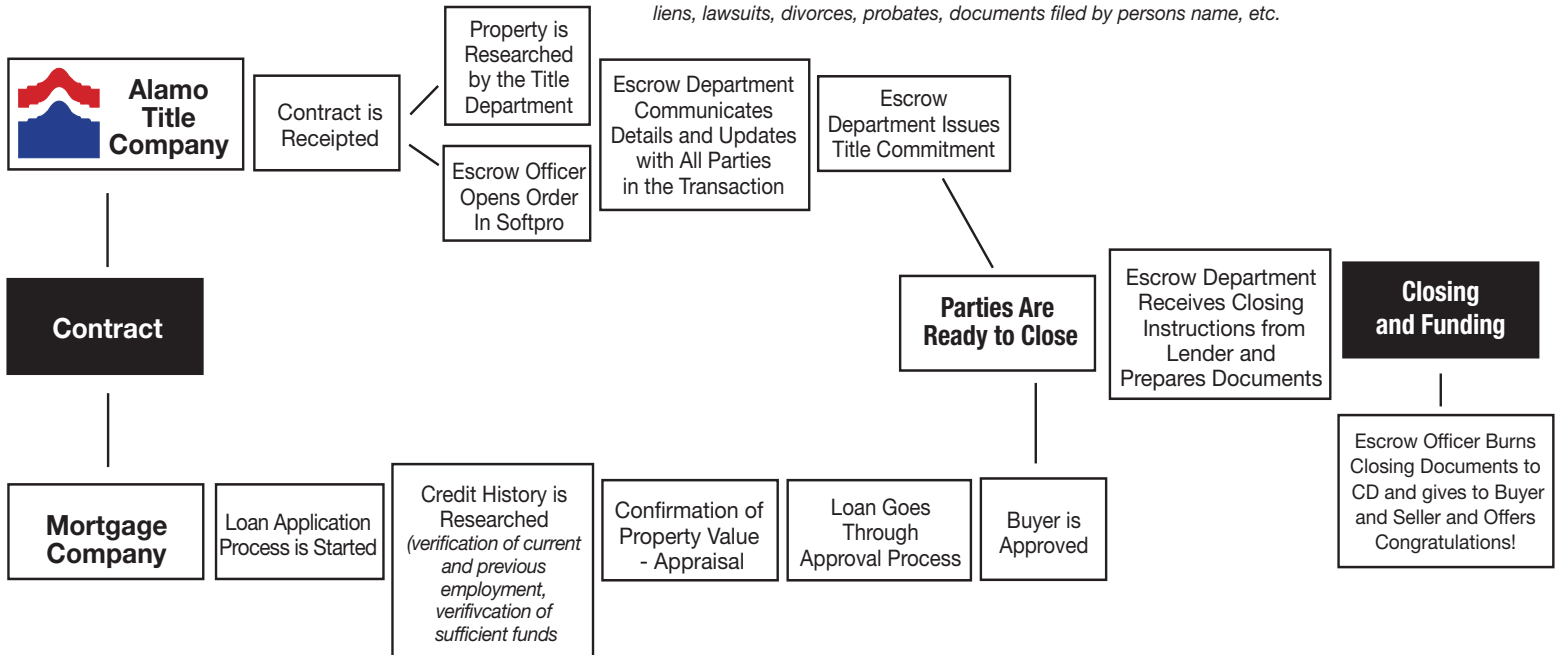 liens, lawsuits, divorces, probates, documents filed by persons name, etc.
Alamo
Title
Company
Contract is
Receipted
Property is
Researched
by the Title
Department
Escrow Officer
Opens Order
In Softpro
Escrow Department
Communicates
Details and Updates
with All Parties
in the Transaction
Escrow
Department Issues
Title Commitment
Contract
Parties Are
Ready to Close
Escrow Department
Receives Closing
Instructions from
Lender and
Prepares Documents
Closing
and Funding
Mortgage
Company
Loan Application
Process is Started
Credit History is
Researched
(verification of current
and previous
employment,
verifivcation of
sufficient funds
Confirmation of
Property Value
- Appraisal
Loan Goes
Through
Approval Process
Buyer is
Approved
Escrow Officer Burns
Closing Documents to
CD and gives to Buyer
and Seller and Offers
Congratulations!